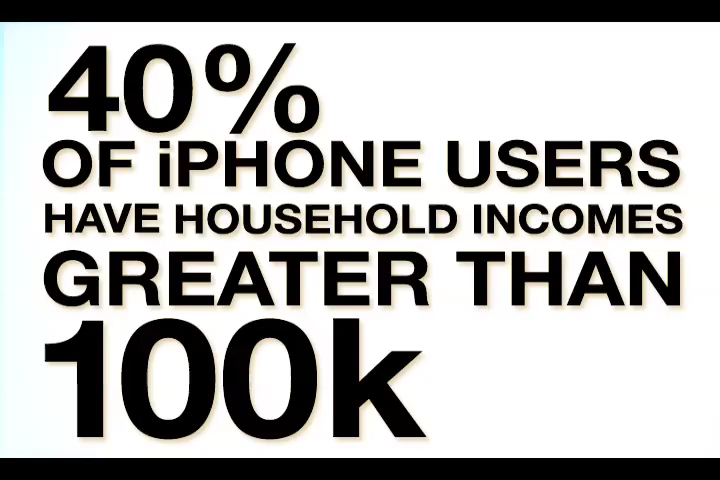 40%
OF iPHONE USERS
HAVE HOUSEHOLD INCOMES
GREATER THAN
100k